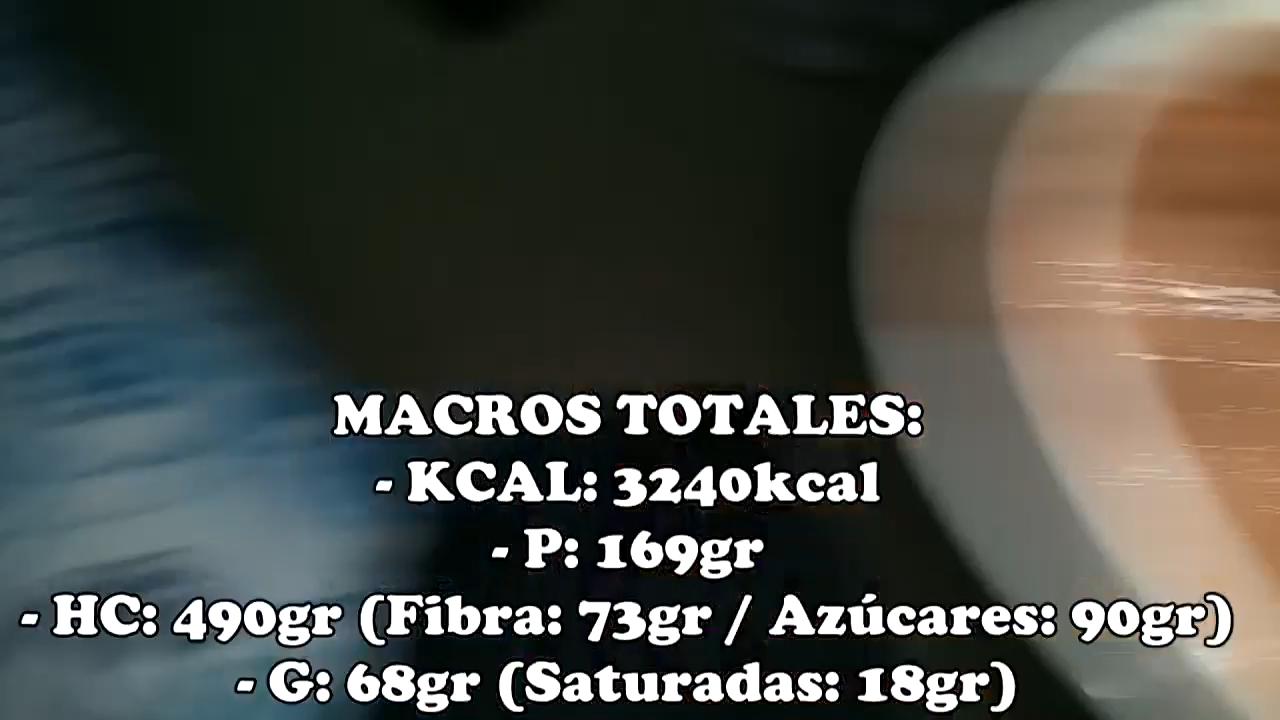 MACROS TOTALES:
- KCAL: 3240kcal
- P: 169gr
- HC: 490gr (Fibra: 73gr / Azúcares: 90gr)
- G: 68gr (Saturadas: 18gr)